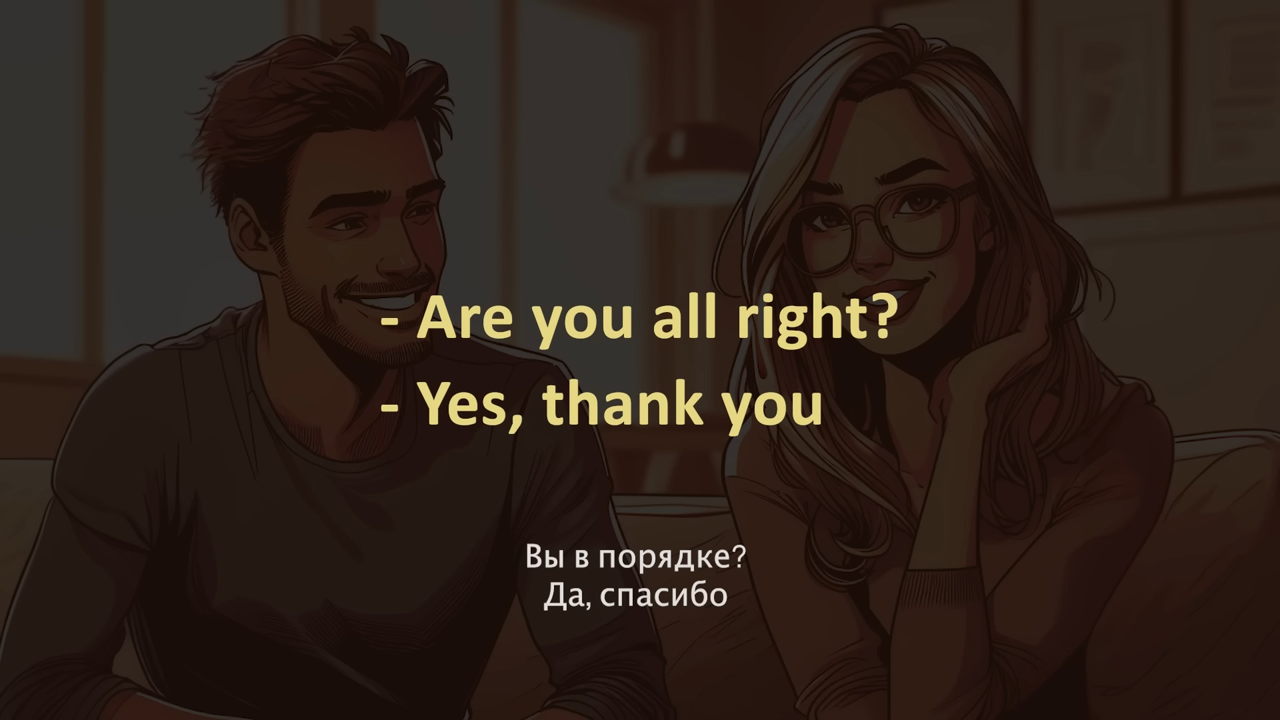 - Are you all right?
- Yes, thank you
Вы в порядке?
Да, спасибо